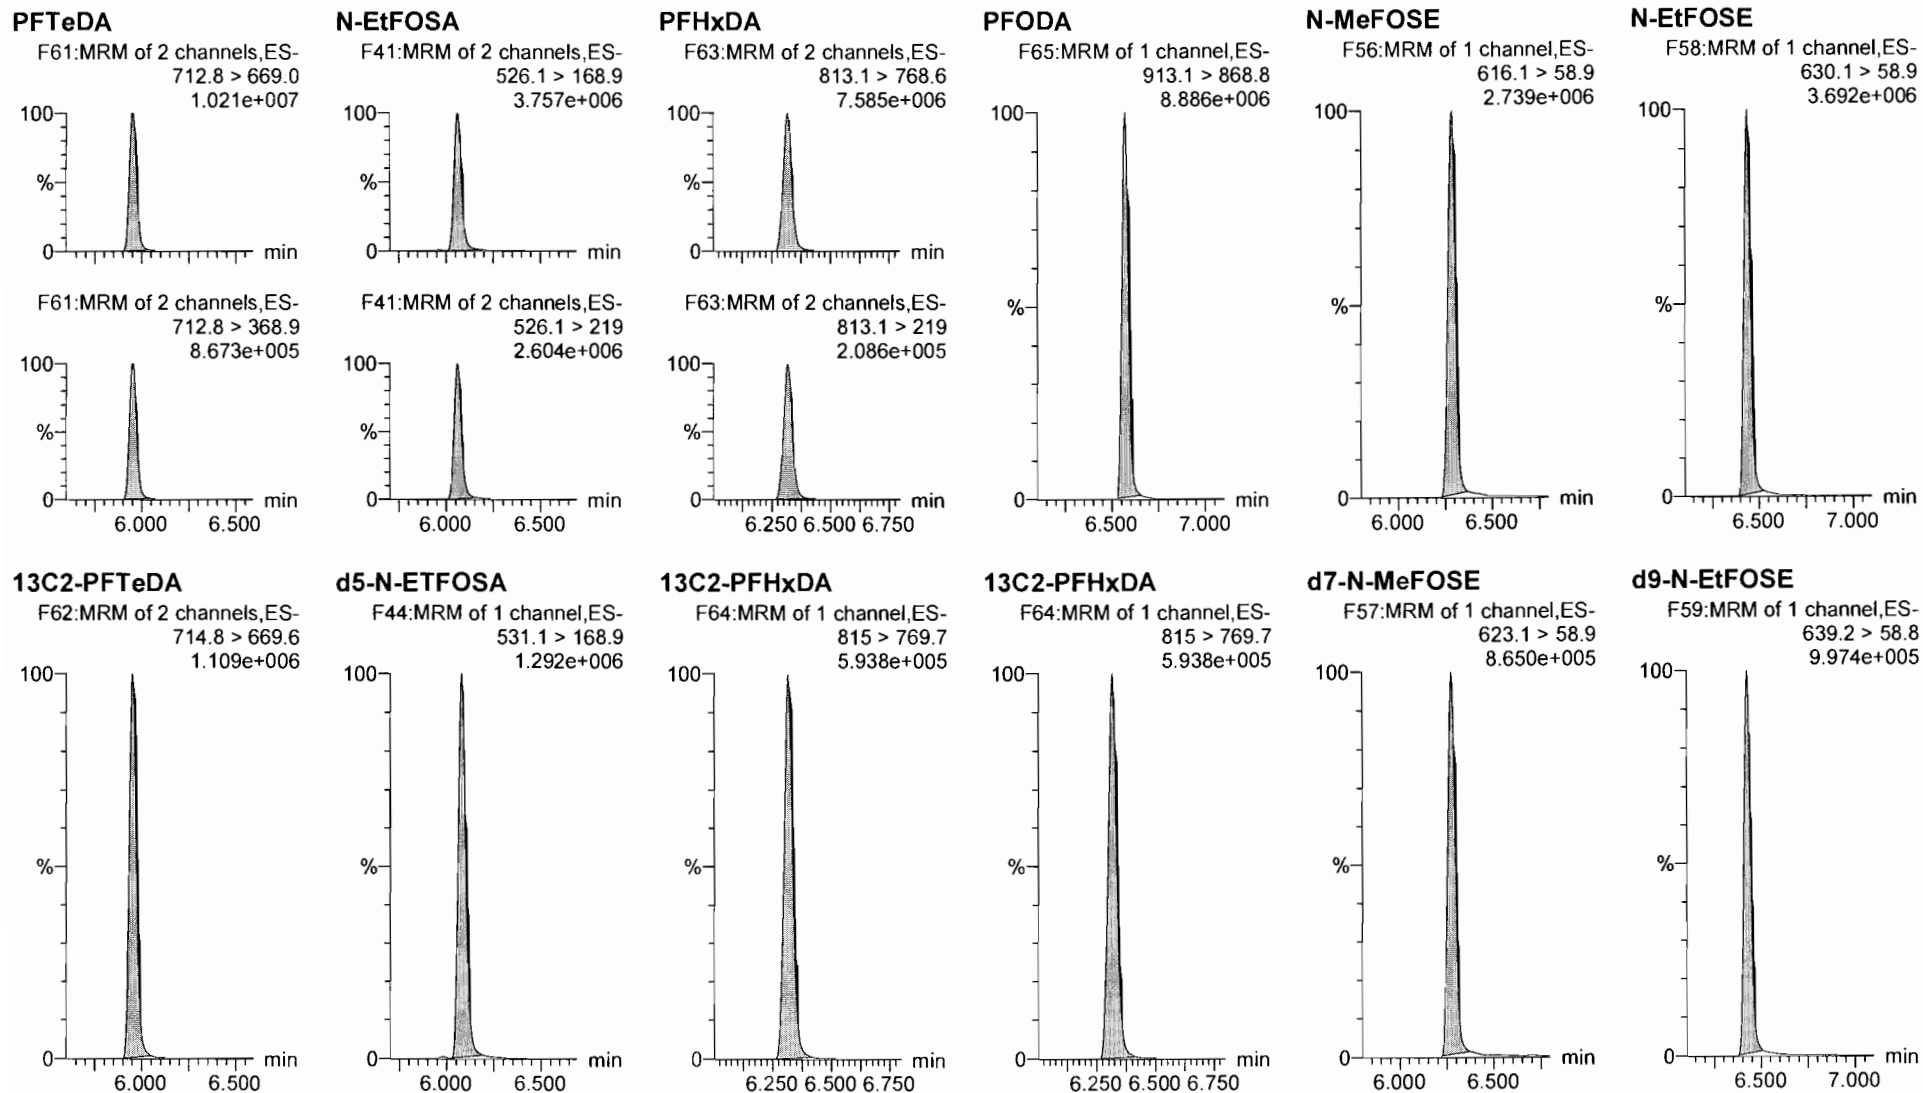 PFTeDA
F61:MRM of 2 channels,ES-
712.8 > 669.0
1.021e+007
100
%
0
min
F61:MRM of 2 channels,ES-
712.8 > 368.9
8.673e+005
100
%
0
min
6.000 6.500
N-EtFOSA
F41:MRM of 2 channels,ES-
526.1 > 168.9
3.757e+006
100
%
0
min
F41:MRM of 2 channels,ES-
526.1 > 219
2.604e+006
100
%
0
min
6.000 6.500
PFHxDA
F63:MRM of 2 channels,ES-
813.1 > 768.6
7.585e+006
100
%
0
min
F63:MRM of 2 channels,ES-
813.1 > 219
2.086e+005
100
%
0
min
6.250 6.500 6.750
PFODA
F65:MRM of 1 channel,ES-
913.1 > 868.8
8.886e+006
100
%
0
min
6.500 7.000
N-MeFOSE
F56:MRM of 1 channel,ES-
616.1 > 58.9
2.739e+006
100
%
0
min
6.000 6.500
N-EtFOSE
F58:MRM of 1 channel,ES-
630.1 > 58.9
3.692e+006
100
%
0
min
6.500 7.000
13C2-PFTeDA
F62:MRM of 2 channels,ES-
714.8 > 669.6
1.109e+006
100
%
0
min
6.000 6.500
d5-N-ETFOSA
F44:MRM of 1 channel,ES-
531.1 > 168.9
1.292e+006
100
%
0
min
6.000 6.500
13C2-PFHxDA
F64:MRM of 1 channel,ES-
815 > 769.7
5.938e+005
100
%
0
min
6.250 6.500 6.750
13C2-PFHxDA
F64:MRM of 1 channel,ES-
815 > 769.7
5.938e+005
100
%
0
min
6.250 6.500 6.750
d7-N-MeFOSE
F57:MRM of 1 channel,ES-
623.1 > 58.9
8.650e+005
100
%
0
min
6.000 6.500
d9-N-EtFOSE
F59:MRM of 1 channel,ES-
639.2 > 58.8
9.974e+005
100
%
0
min
6.500 7.000